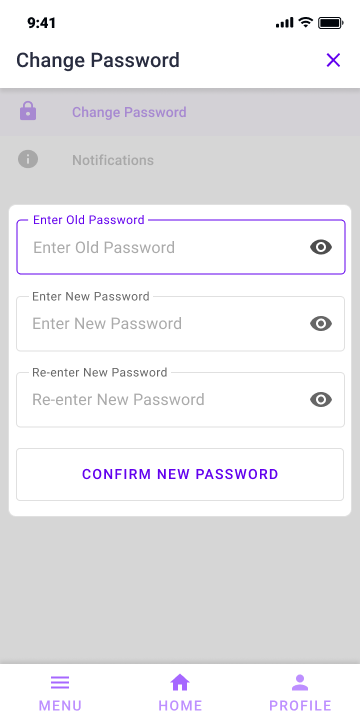 9:41
Change Password
Change Password
Notifications
Enter Old Password
Enter Old Password
Enter New Password
Enter New Password
Re-enter New Password
Re-enter New Password
CONFIRM NEW PASSWORD
MENU HOME PROFILE